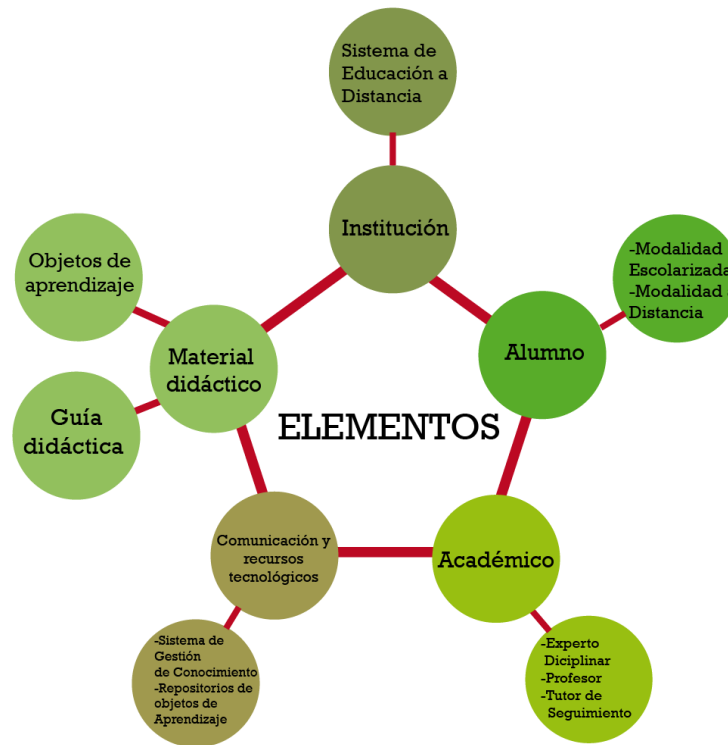 Sistema de
Educación a
Distancia
Institución
Objetos de
aprendizaje
-Modalidad
Escolarizada
-Modalidad a
Distancia
Material
didáctico
Alumno
Guía
didáctica
ELEMENTOS
Comunicación y
recursos
tecnológicos
Académico
-Sistema de
Gestión
de Conocimiento
-Repositorios de
objetos de
Aprendizaje
-Experto
Diciplinar
-Profesor
-Tutor de
Seguimiento